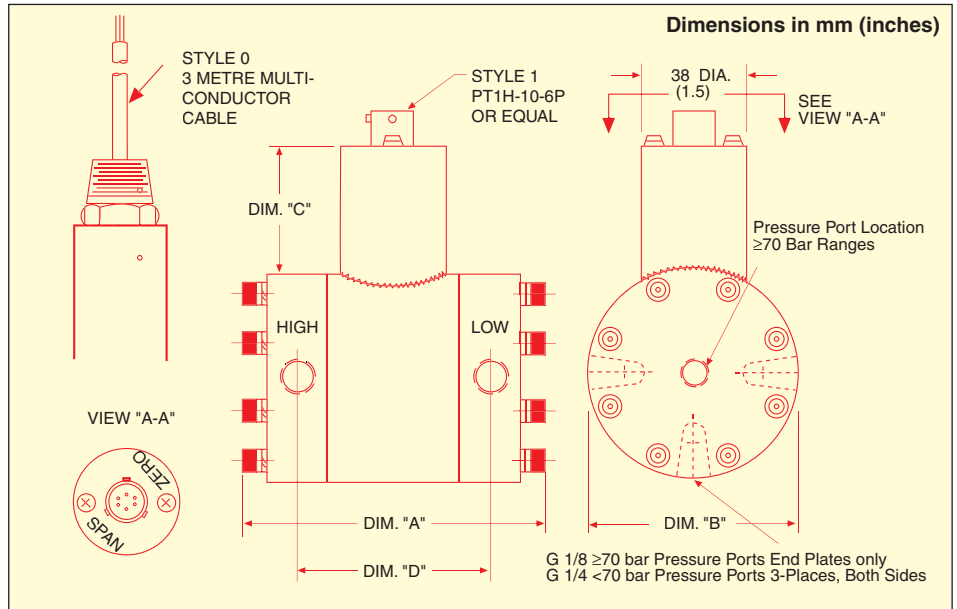 Dimensions in mm (inches)
STYLE 0
3 METRE MULTI-
CONDUCTOR
CABLE
STYLE 1
PT1H-10-6P
OR EQUAL
38 DIA.
(1.5)
SEE
VIEW "A-A"
DIM. "C"
Pressure Port Location
≥70 Bar Ranges
HIGH
LOW
VIEW "A-A"
ZERO
SPAN
DIM. "A"
DIM. "B"
DIM. "D"
G 1/8 ≥70 bar Pressure Ports End Plates only
G 1/4 <70 bar Pressure Ports 3-Places, Both Sides